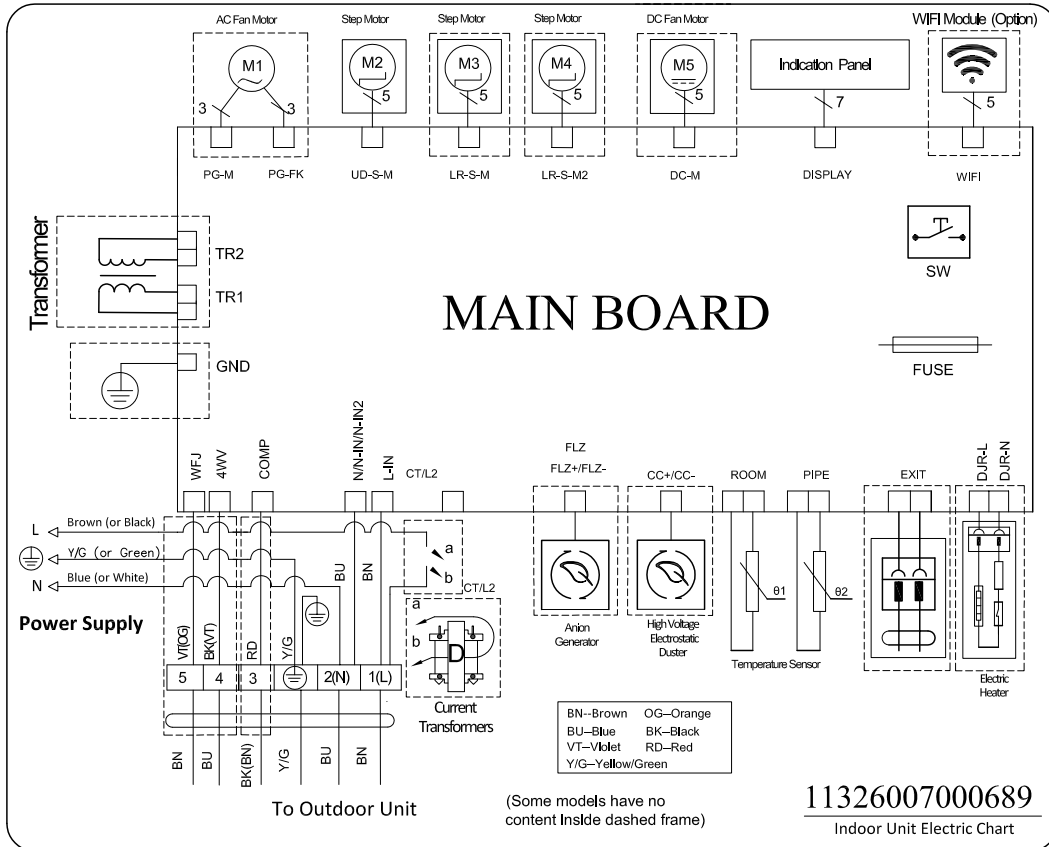 AC Fan Motor
Step Motor
Step Motor
Step Motor
DC Fan Motor
WIFI Module (Option)
M1
M2
M3
M4
M5
Indication Panel
3
3
5
5
5
5
7
5
PG-M
PG-FK
UD-S-M
LR-S-M
LR-S-M2
DC-M
DISPLAY
WIFI
Transformer
TR2
TR1
GND
MAIN BOARD
SW
FUSE
WFJ
4WV
COMP
N/N-IN/N-IN2
L-IN
CT/L2
FLZ
FLZ+/FLZ-
CC+/CC-
ROOM
PIPE
EXIT
DJR-L
DJR-N
L
Brown (or Black)
Y/G (or Green)
N
Blue (or White)
Power Supply
BU
BN
a
b
CT/L2
a
b
D
Current
Transformers
VT(OG)
BK(VT)
RD
Y/G
5
4
3
2(N)
1(L)
BN
BU
BK(BN)
Y/G
BU
BN
To Outdoor Unit
Anion
Generator
High Voltage
Electrostatic
Duster
θ1
θ2
Temperature Sensor
Electric
Heater
BN--Brown OG—Orange
BU—Blue BK—Black
VT—Violet RD—Red
Y/G—Yellow/Green
(Some models have no
content inside dashed frame)
11326007000689
Indoor Unit Electric Chart